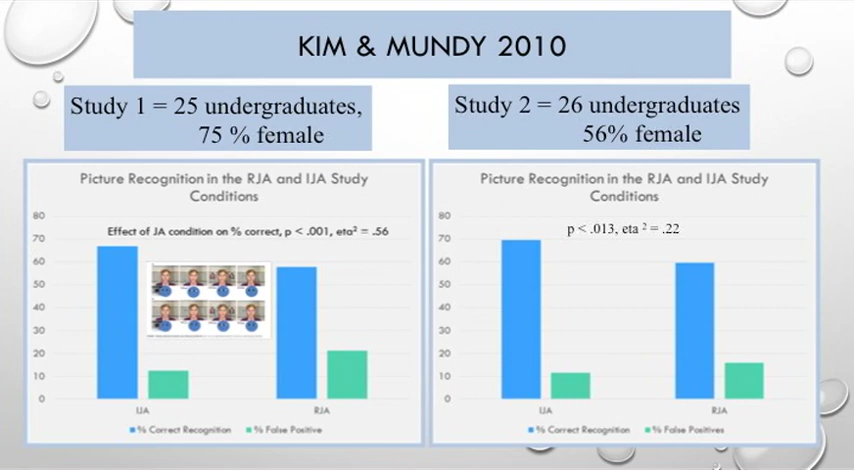 KIM & MUNDY 2010
Study 1 = 25 undergraduates,
75 % female
Study 2 = 26 undergraduates
56% female
Picture Recognition in the RJA and IJA Study
Conditions
80
Effect of JA condition on % correct, p < .001, eta² = .56
70
60
50
40
30
20
10
0
IJA
RJA
% Correct Recognition
% False Positive
Picture Recognition in the RJA and IJA Study
Conditions
80
p < .013, eta ² = .22
70
60
50
40
30
20
10
0
IJA
RJA
% Correct Recognition
% False Positives